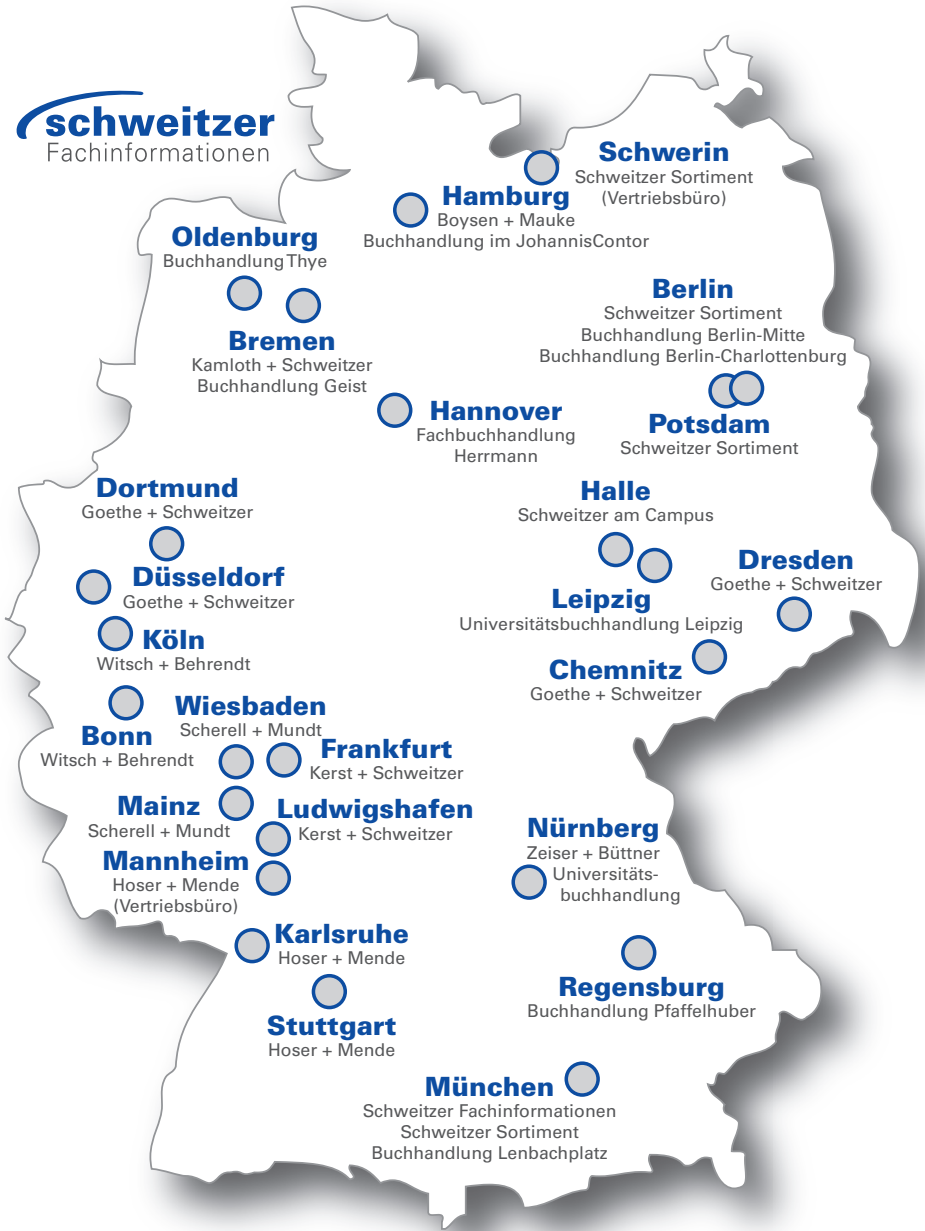 schweitzer
Fachinformationen
Schwerin
Schweitzer Sortiment
(Vertriebsbüro)
Hamburg
Boysen + Mauke
Buchhandlung im JohannisContor
Oldenburg
Buchhandlung Thye
Bremen
Kamloth + Schweitzer
Buchhandlung Geist
Berlin
Schweitzer Sortiment
Buchhandlung Berlin-Mitte
Buchhandlung Berlin-Charlottenburg
Potsdam
Schweitzer Sortiment
Hannover
Fachbuchhandlung
Herrmann
Dortmund
Goethe + Schweitzer
Halle
Schweitzer am Campus
Düsseldorf
Goethe + Schweitzer
Dresden
Goethe + Schweitzer
Leipzig
Universitätsbuchhandlung Leipzig
Köln
Witsch + Behrendt
Chemnitz
Goethe + Schweitzer
Bonn
Witsch + Behrendt
Wiesbaden
Scherell + Mundt
Frankfurt
Kerst + Schweitzer
Mainz
Scherell + Mundt
Ludwigshafen
Kerst + Schweitzer
Mannheim
Hoser + Mende
(Vertriebsbüro)
Nürnberg
Zeiser + Büttner
Universitäts-
buchhandlung
Karlsruhe
Hoser + Mende
Regensburg
Buchhandlung Pfaffelhuber
Stuttgart
Hoser + Mende
München
Schweitzer Fachinformationen
Schweitzer Sortiment
Buchhandlung Lenbachplatz